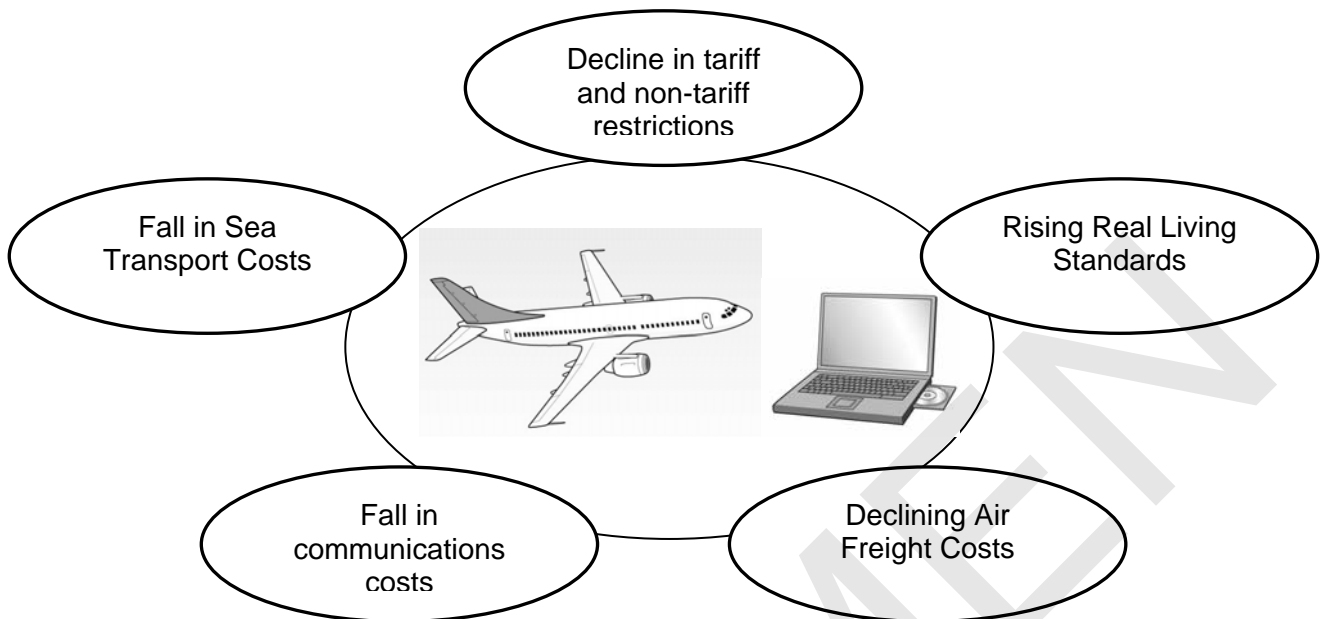 Decline in tariff
and non-tariff
restrictions
Fall in Sea
Transport Costs
Rising Real Living
Standards
Fall in
communications
costs
Declining Air
Freight Costs
MEN